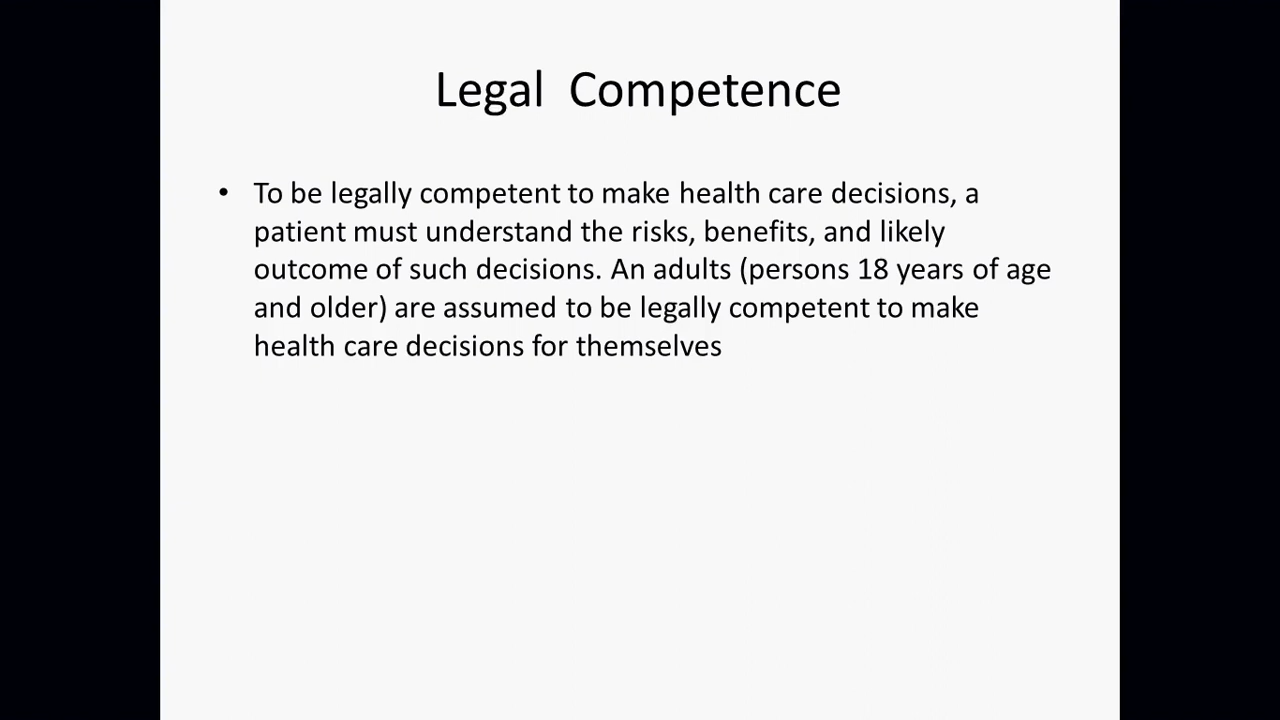 Legal Competence
• To be legally competent to make health care decisions, a
patient must understand the risks, benefits, and likely
outcome of such decisions. An adults (persons 18 years of age
and older) are assumed to be legally competent to make
health care decisions for themselves